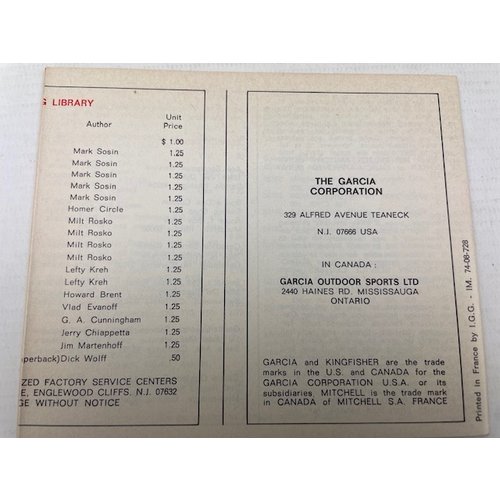 G LIBRARY
Author Unit Price
$ 1.00
Mark Sosin 1.25
Mark Sosin 1.25
Mark Sosin 1.25
Mark Sosin 1.25
Mark Sosin 1.25
Homer Circle 1.25
Milt Rosko 1.25
Milt Rosko 1.25
Milt Rosko 1.25
Milt Rosko 1.25
Lefty Kreh 1.25
Lefty Kreh 1.25
Howard Brent 1.25
Vlad Evanoff 1.25
G. A. Cunningham 1.25
Jerry Chiappetta 1.25
Jim Martenhoff 1.25
aperback)Dick Wolff .50
IZED FACTORY SERVICE CENTERS
E, ENGLEWOOD CLIFFS. N.J. 07632
GE WITHOUT NOTICE
THE GARCIA
CORPORATION
329 ALFRED AVENUE TEANECK
N.J. 07666 USA
IN CANADA :
GARCIA OUTDOOR SPORTS LTD
2440 HAINES RD. MISSISSAUGA
ONTARIO
GARCIA and KINGFISHER are the trade
marks in the U.S. and CANADA for the
GARCIA CORPORATION U.S.A. or its
subsidiaries. MITCHELL is the trade mark
in CANADA of MITCHELL S.A. FRANCE
Printed in France by I.G.G. - IM. 74-06-728